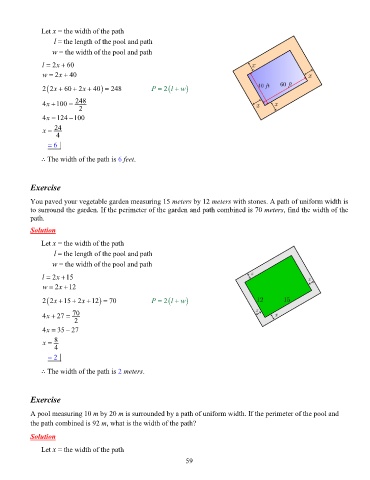 Let x = the width of the path
l = the length of the pool and path
w = the width of the pool and path
l = 2x + 60
w = 2x + 40
2(2x + 60 + 2x + 40) = 248    P = 2(l + w)
4x + 100 = 248/2
4x = 124 − 100
x = 24/4
= 6 |
∴ The width of the path is 6 feet.
x
x
40 ft 60 ft
x x
Exercise
You paved your vegetable garden measuring 15 meters by 12 meters with stones. A path of uniform width is
to surround the garden. If the perimeter of the garden and path combined is 70 meters, find the width of the
path.
Solution
Let x = the width of the path
l = the length of the pool and path
w = the width of the pool and path
l = 2x + 15
w = 2x + 12
2(2x + 15 + 2x + 12) = 70    P = 2(l + w)
4x + 27 = 70/2
4x = 35 − 27
x = 8/4
= 2 |
∴ The width of the path is 2 meters.
x
x
12 15
x
x
Exercise
A pool measuring 10 m by 20 m is surrounded by a path of uniform width. If the perimeter of the pool and
the path combined is 92 m, what is the width of the path?
Solution
Let x = the width of the path
59